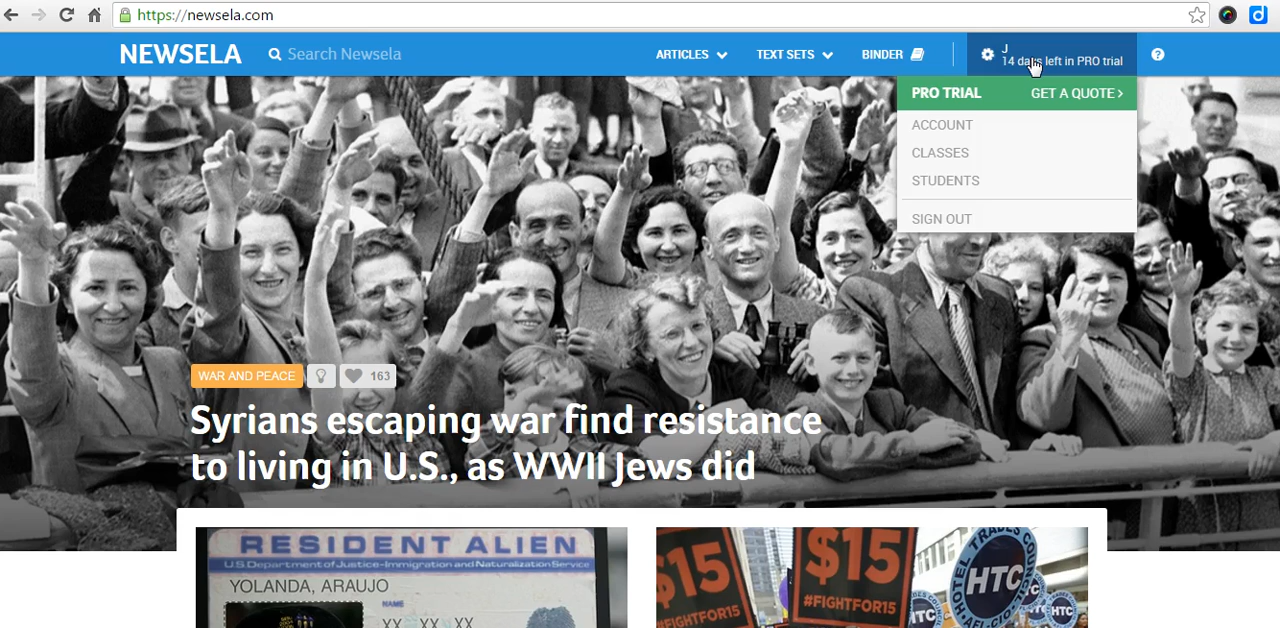 https://newsela.com
NEWSELA
Search Newsela
ARTICLES
TEXT SETS
BINDER
J
14 days left in PRO trial
?
PRO TRIAL
GET A QUOTE >
ACCOUNT
CLASSES
STUDENTS
SIGN OUT
WAR AND PEACE
163
Syrians escaping war find resistance
to living in U.S., as WWII Jews did
RESIDENT ALIEN
U.S. Department of Justice-Immigration and Naturalization Service
YOLANDA, ARAUJO
NAME
$15
#FIGHTFOR15
$15
#FIGHTFOR15
HOTEL TRADES COUNCIL
HTC
AFL-CIO
HTC
HTC